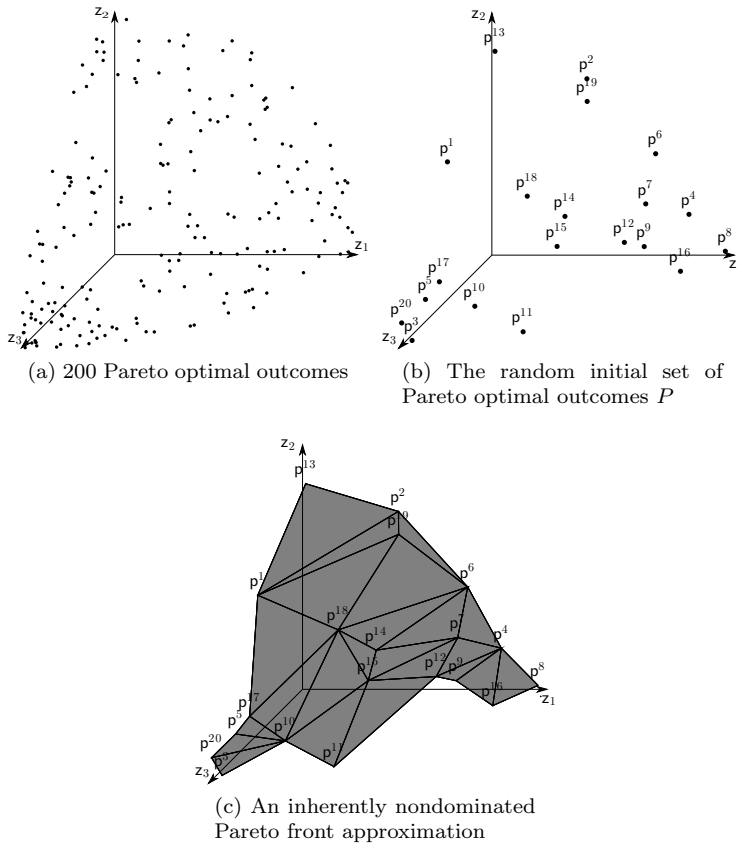 z2
z1
z3
(a) 200 Pareto optimal outcomes
z2
p13
p2
p19
p6
p1
p18
p7
p14
p4
p15
p12
p9
p8
z
p16
p17
p5
p10
p20
p11
z3
p3
(b) The random initial set of
Pareto optimal outcomes P
z2
p13
p2
p19
p1
p6
p18
p7
p14
p4
p15
p12
p9
p8
p16
z1
p17
p5
p10
p20
p11
p3
z3
(c) An inherently nondominated
Pareto front approximation